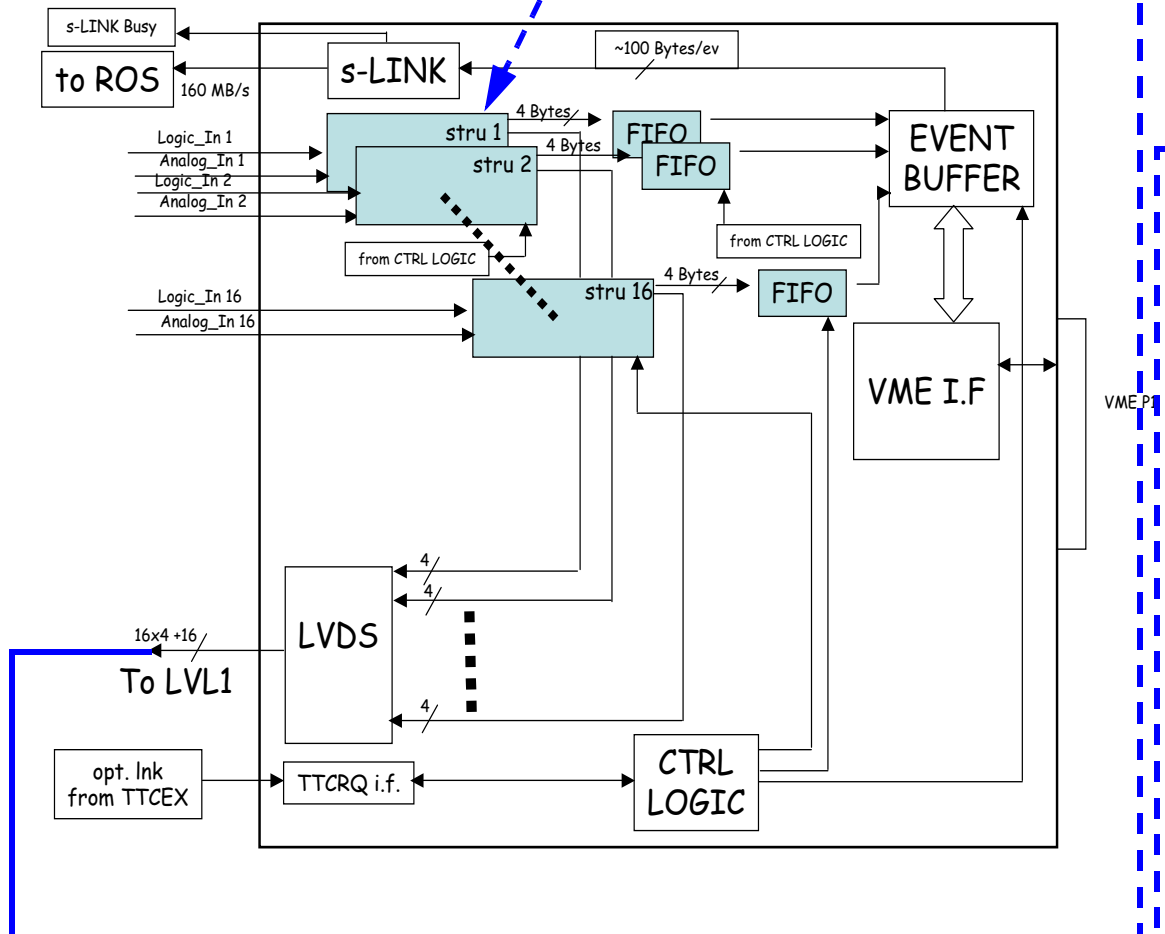 s-LINK Busy
to ROS
160 MB/s
s-LINK
~100 Bytes/ev
stru 1
4 Bytes
FIFO
EVENT
BUFFER
Logic_In 1
Analog_In 1
Logic_In 2
Analog_In 2
stru 2
4 Bytes
FIFO
from CTRL LOGIC
from CTRL LOGIC
Logic_In 16
Analog_In 16
stru 16
4 Bytes
FIFO
VME I.F
VME P1
4
4
LVDS
16x4 +16
To LVL1
4
opt. lnk
from TTCEX
TTCRQ i.f.
CTRL
LOGIC